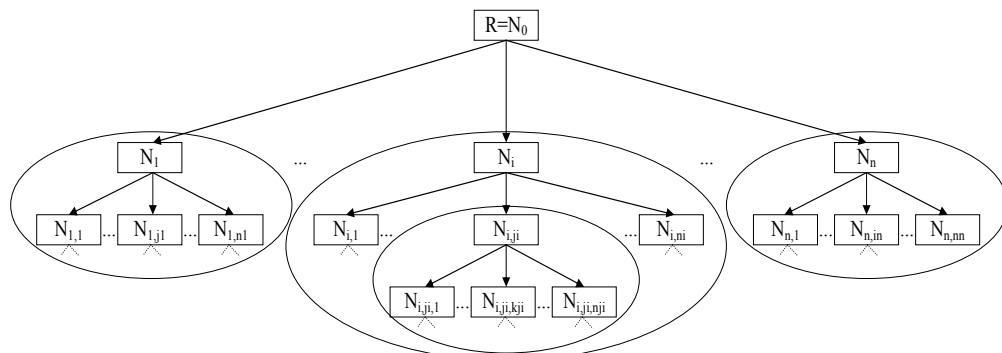 R=N₀
N₁ ... Nᵢ ... Nₙ
N₁,₁ ... N₁,j₁ ... N₁,n₁ Nᵢ,₁ ... Nᵢ,jᵢ ... Nᵢ,nᵢ Nₙ,₁ ... Nₙ,iₙ ... Nₙ,nₙ
Nᵢ,jᵢ,₁ ... Nᵢ,jᵢ,kjᵢ ... Nᵢ,jᵢ,njᵢ